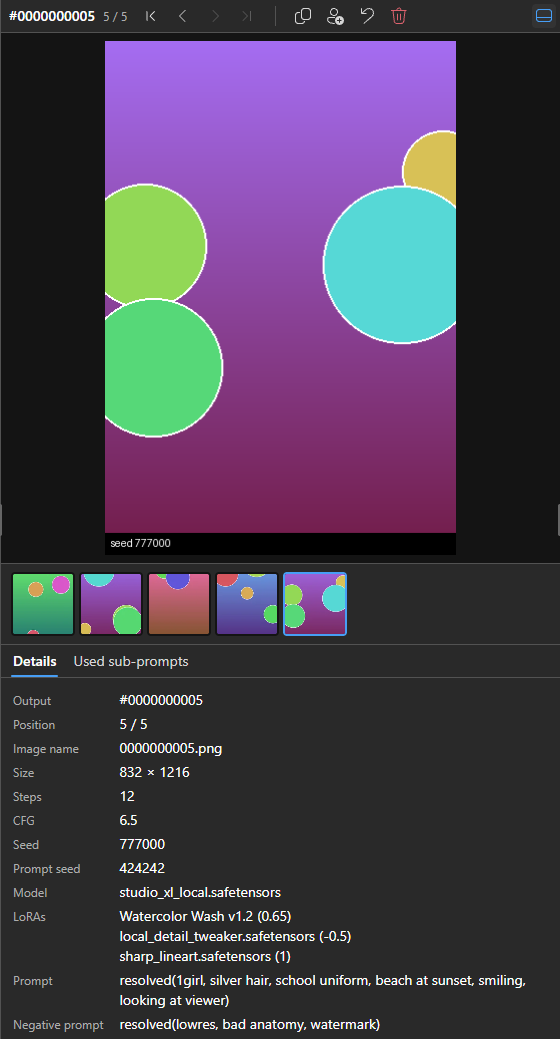 #0000000005 5 / 5
seed 777000
Details Used sub-prompts
Output #0000000005
Position 5 / 5
Image name 0000000005.png
Size 832 × 1216
Steps 12
CFG 6.5
Seed 777000
Prompt seed 424242
Model studio_xl_local.safetensors
LoRAs Watercolor Wash v1.2 (0.65)
local_detail_tweaker.safetensors (-0.5)
sharp_lineart.safetensors (1)
Prompt resolved(1girl, silver hair, school uniform, beach at sunset, smiling,
looking at viewer)
Negative prompt resolved(lowres, bad anatomy, watermark)